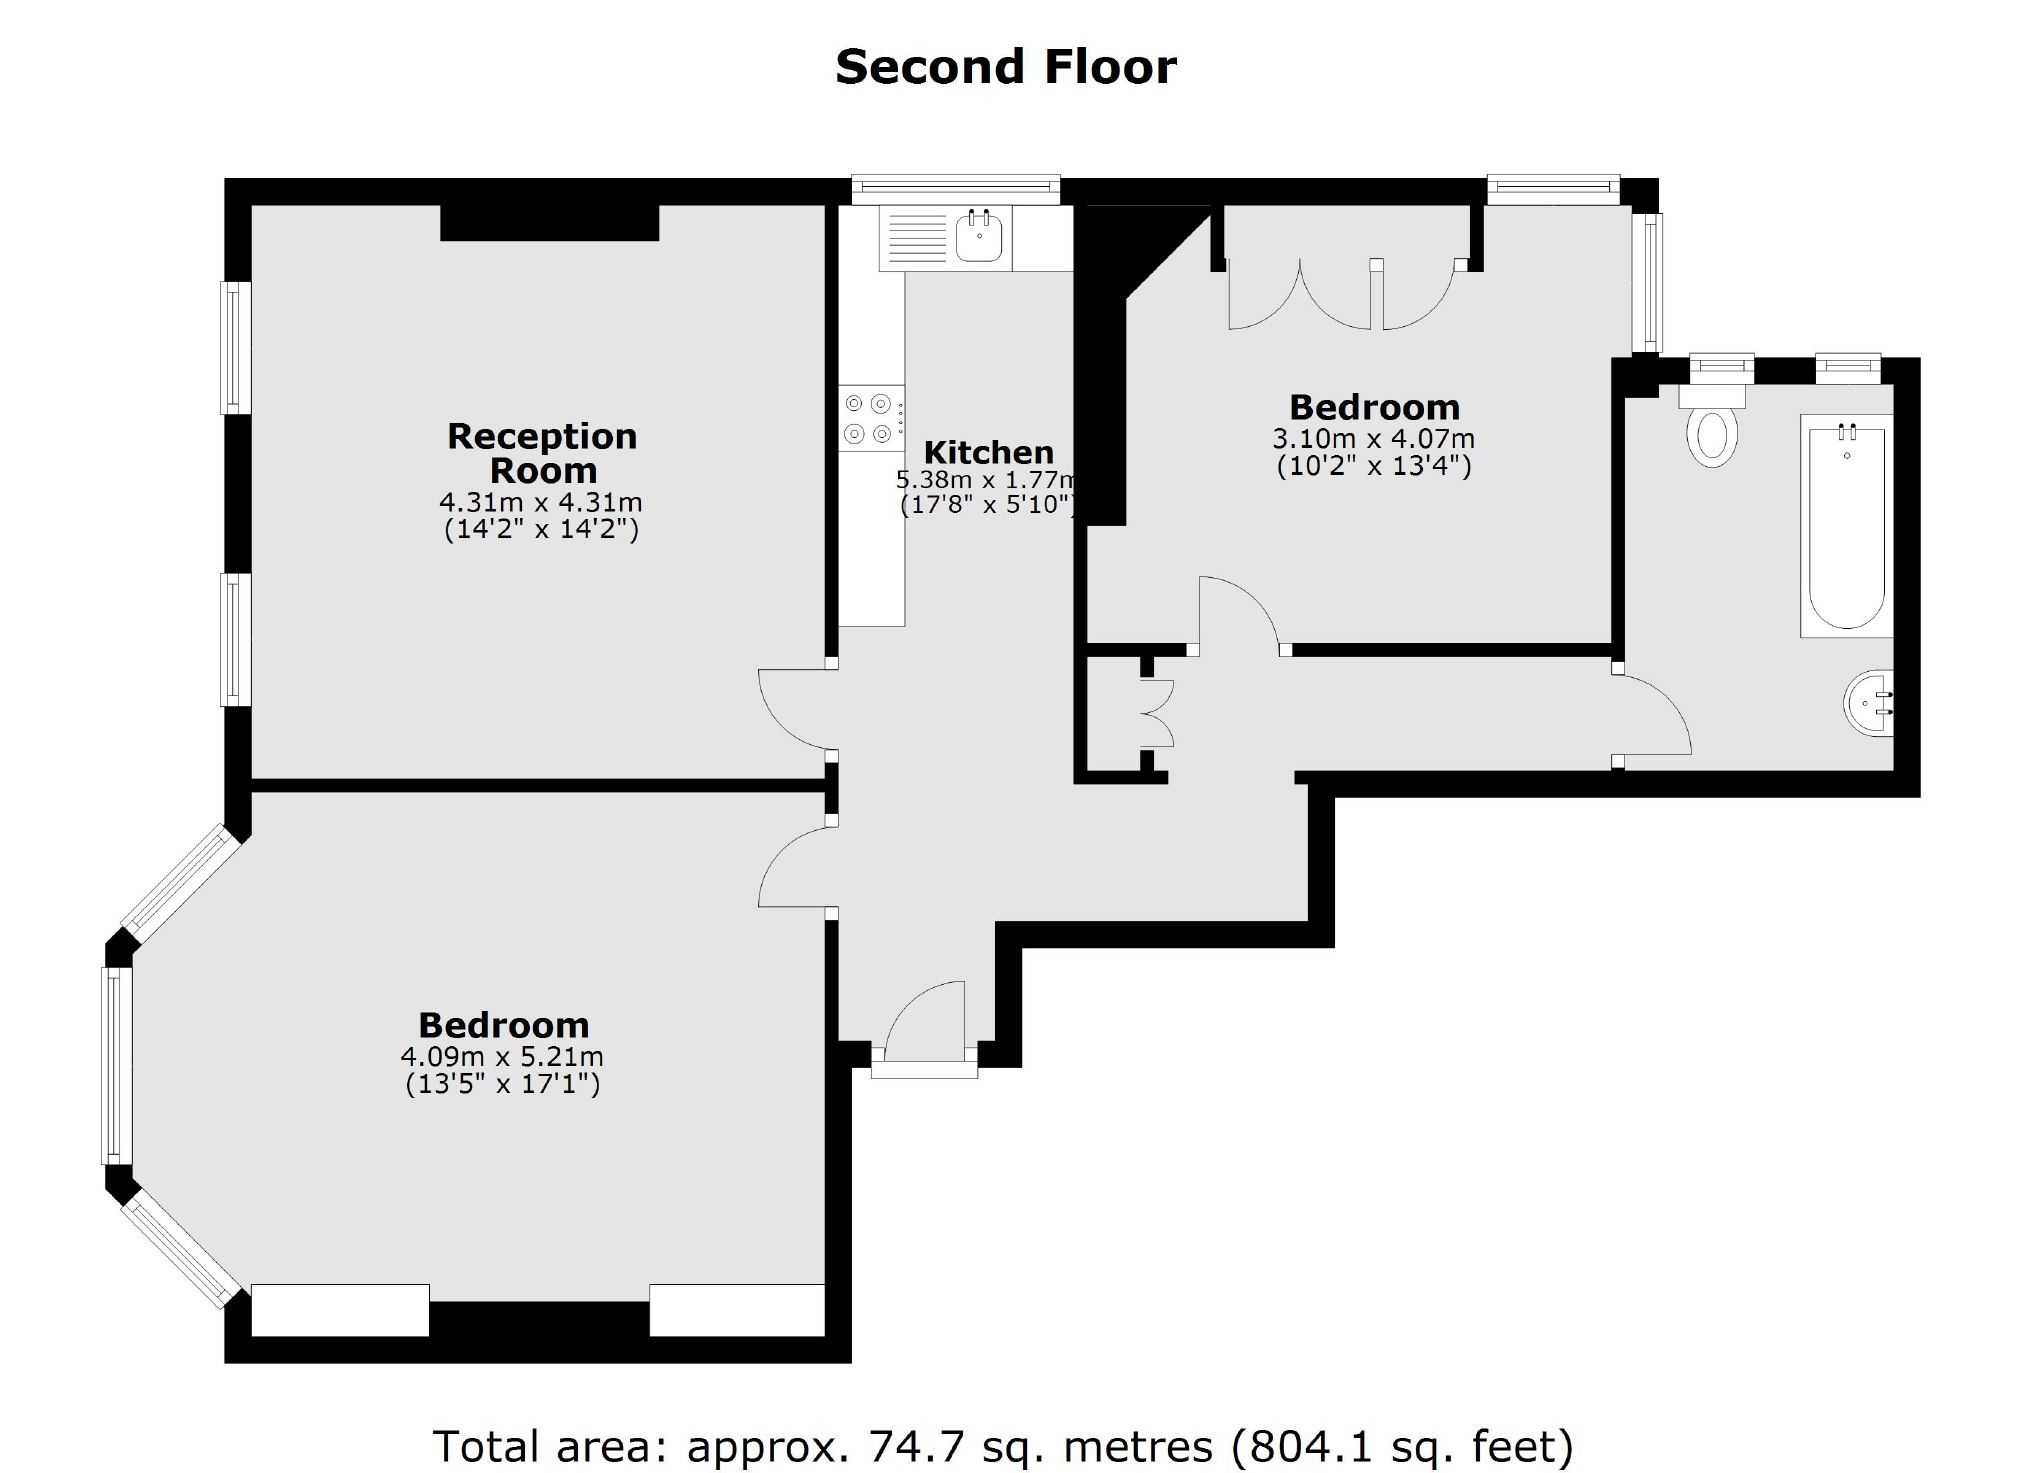 Second Floor
Reception
Room
4.31m x 4.31m
(14'2" x 14'2")
Kitchen
5.38m x 1.77m
(17'8" x 5'10")
Bedroom
3.10m x 4.07m
(10'2" x 13'4")
Bedroom
4.09m x 5.21m
(13'5" x 17'1")
Total area: approx. 74.7 sq. metres (804.1 sq. feet)